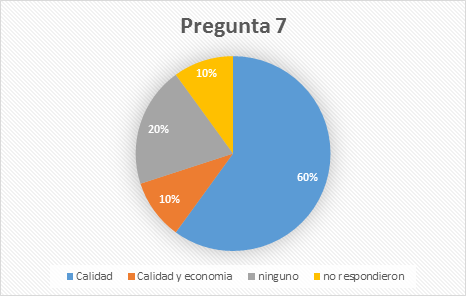 Pregunta 7
10%
20%
60%
10%
Calidad
Calidad y economia
ninguno
no respondieron